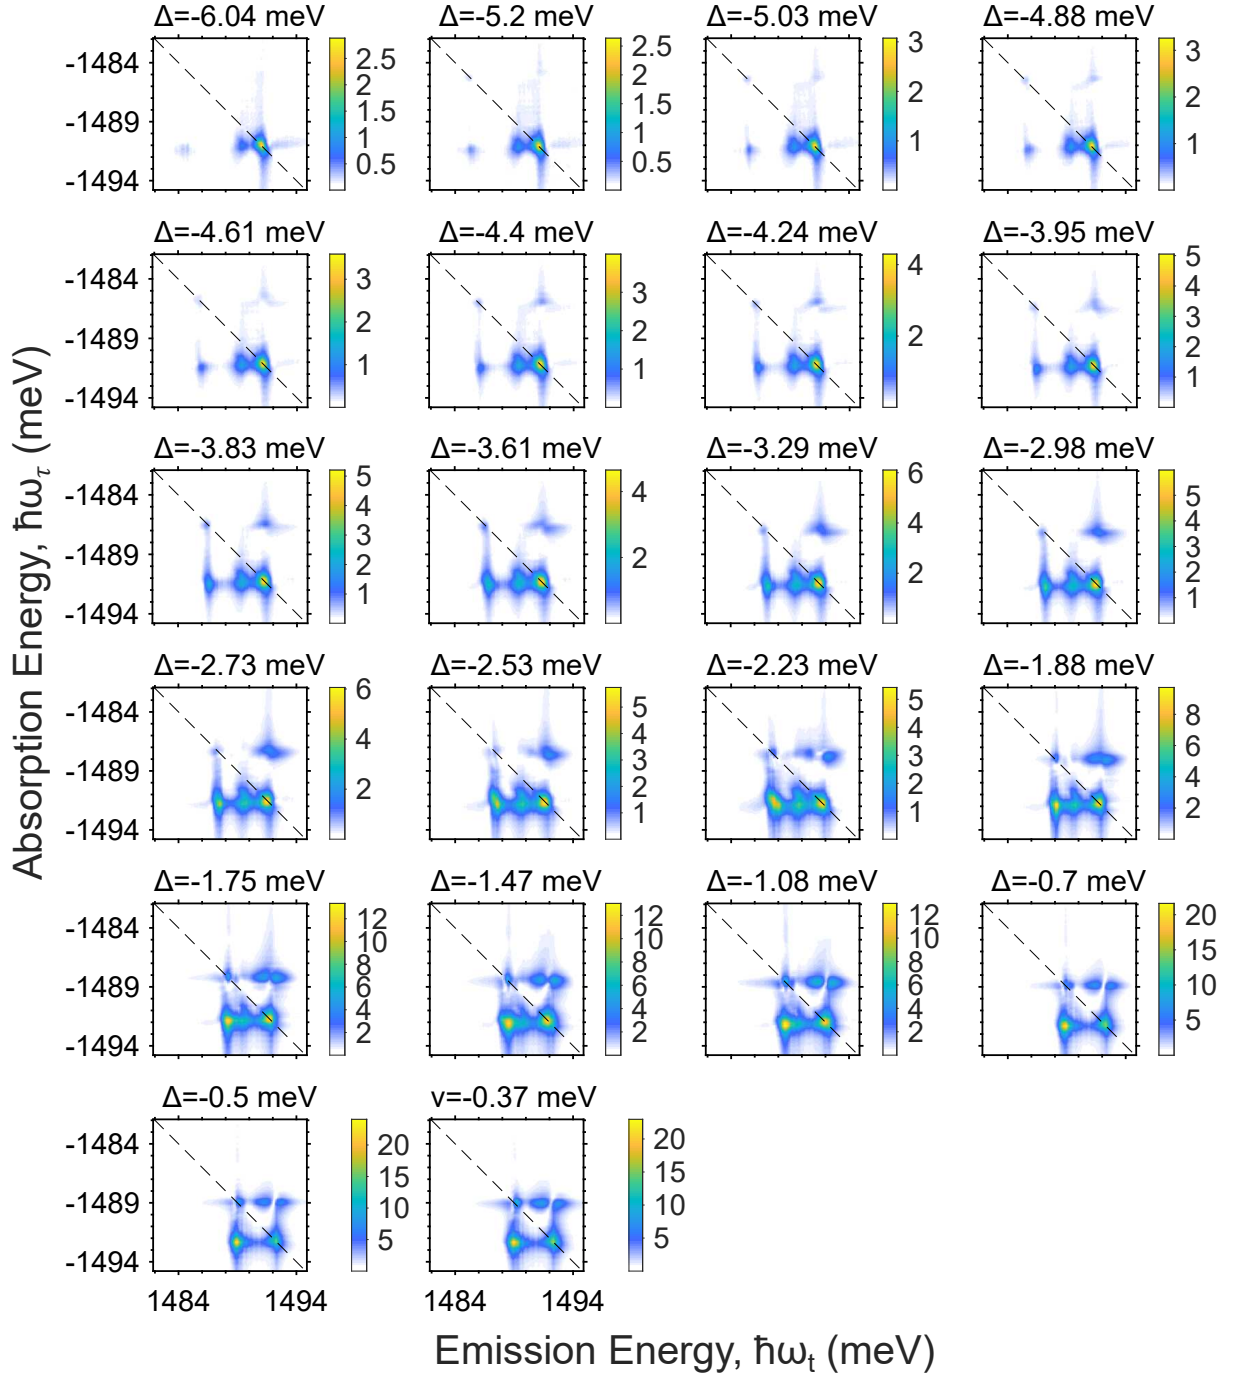 Δ=-6.04 meV Δ=-5.2 meV Δ=-5.03 meV Δ=-4.88 meV
-1484 2.5 2.5 3 3
2 2
1.5 1.5 2 2
-1489 1 1 1 1
0.5 0.5
-1494
Δ=-4.61 meV Δ=-4.4 meV Δ=-4.24 meV Δ=-3.95 meV
-1484 3 3 4 5
4
-1489 2 2 2 3
1 1 2
-1494 1
Δ=-3.83 meV Δ=-3.61 meV Δ=-3.29 meV Δ=-2.98 meV
-1484 5 4 6 5
4 4 4
-1489 3 2 3
2 2 2
-1494 1 1
Δ=-2.73 meV Δ=-2.53 meV Δ=-2.23 meV Δ=-1.88 meV
-1484 6 5 5 8
4 4 4 6
-1489 3 3 4
2 2 2 2
-1494 1 1
Δ=-1.75 meV Δ=-1.47 meV Δ=-1.08 meV Δ=-0.7 meV
-1484 12 12 12 20
10 10 10 15
-1489 8 8 8 10
6 6 6
4 4 4 5
-1494 2 2 2
Δ=-0.5 meV v=-0.37 meV
-1484 20 20
15 15
-1489 10 10
5 5
-1494
1484 1494 1484 1494
Absorption Energy, ħω_τ (meV)
Emission Energy, ħω_t (meV)